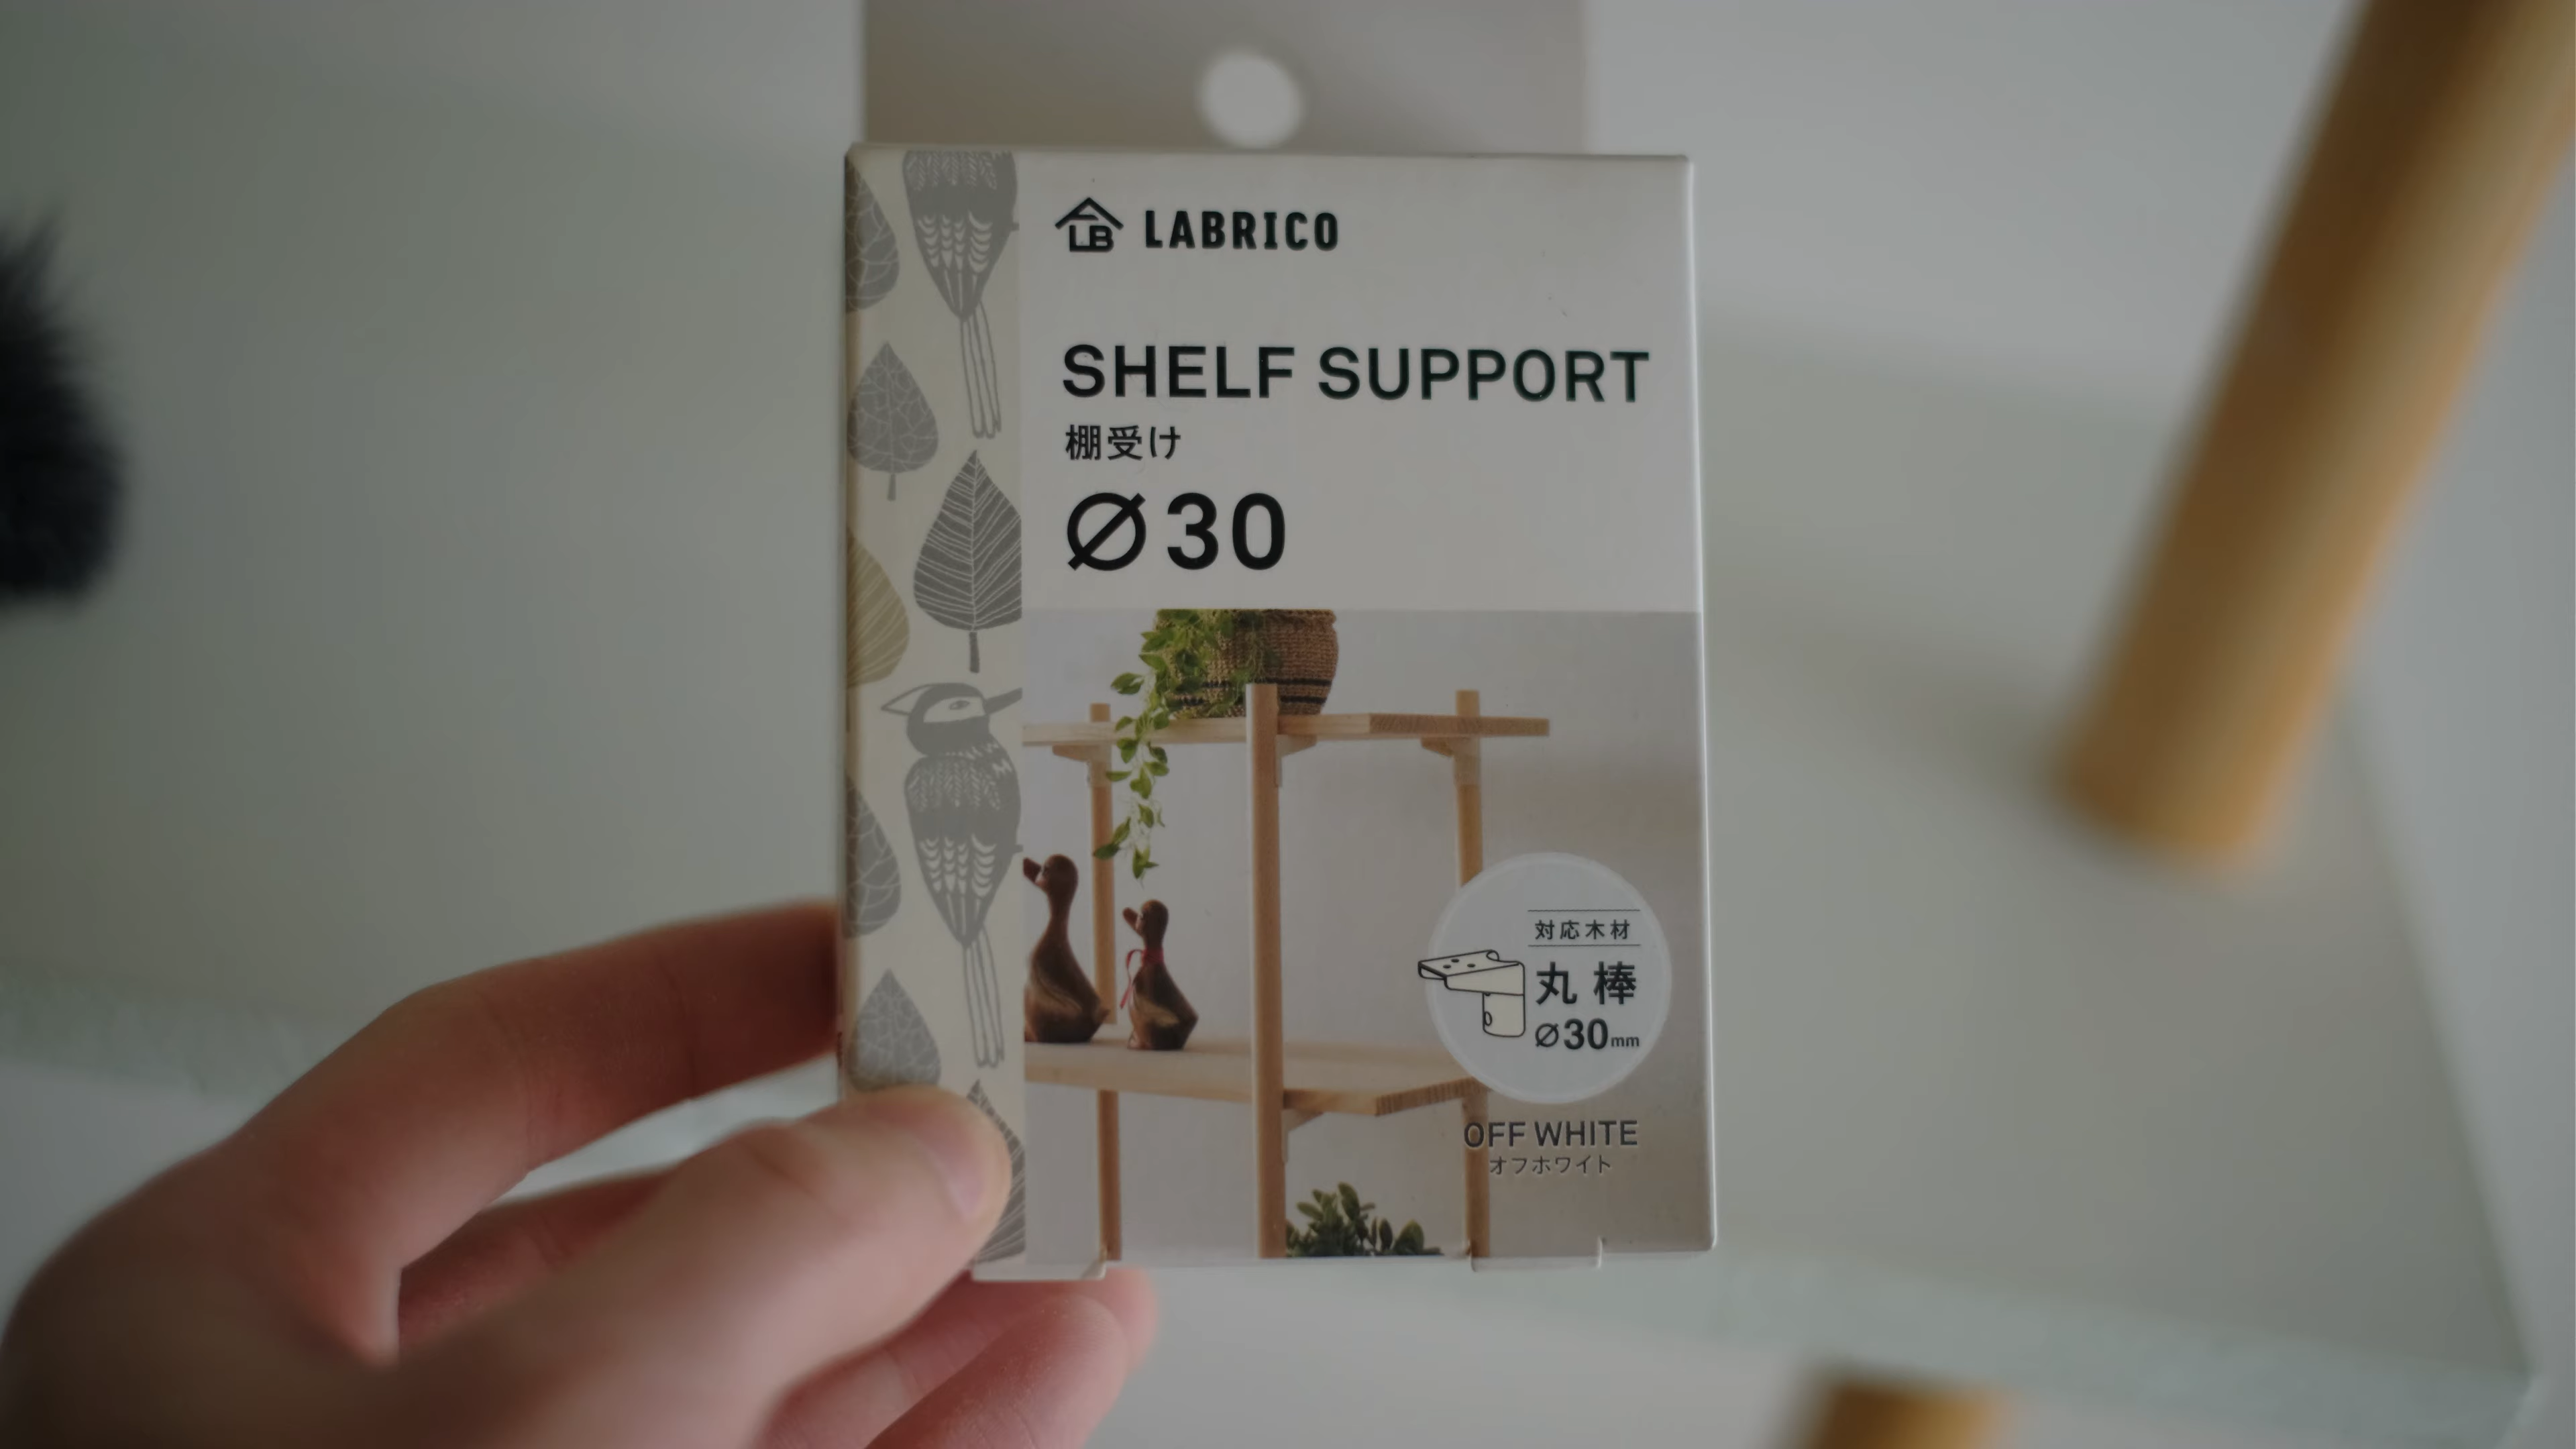 LB LABRICO
SHELF SUPPORT
棚受け
Ø30
対応木材
丸棒
Ø30mm
OFF WHITE
オフホワイト